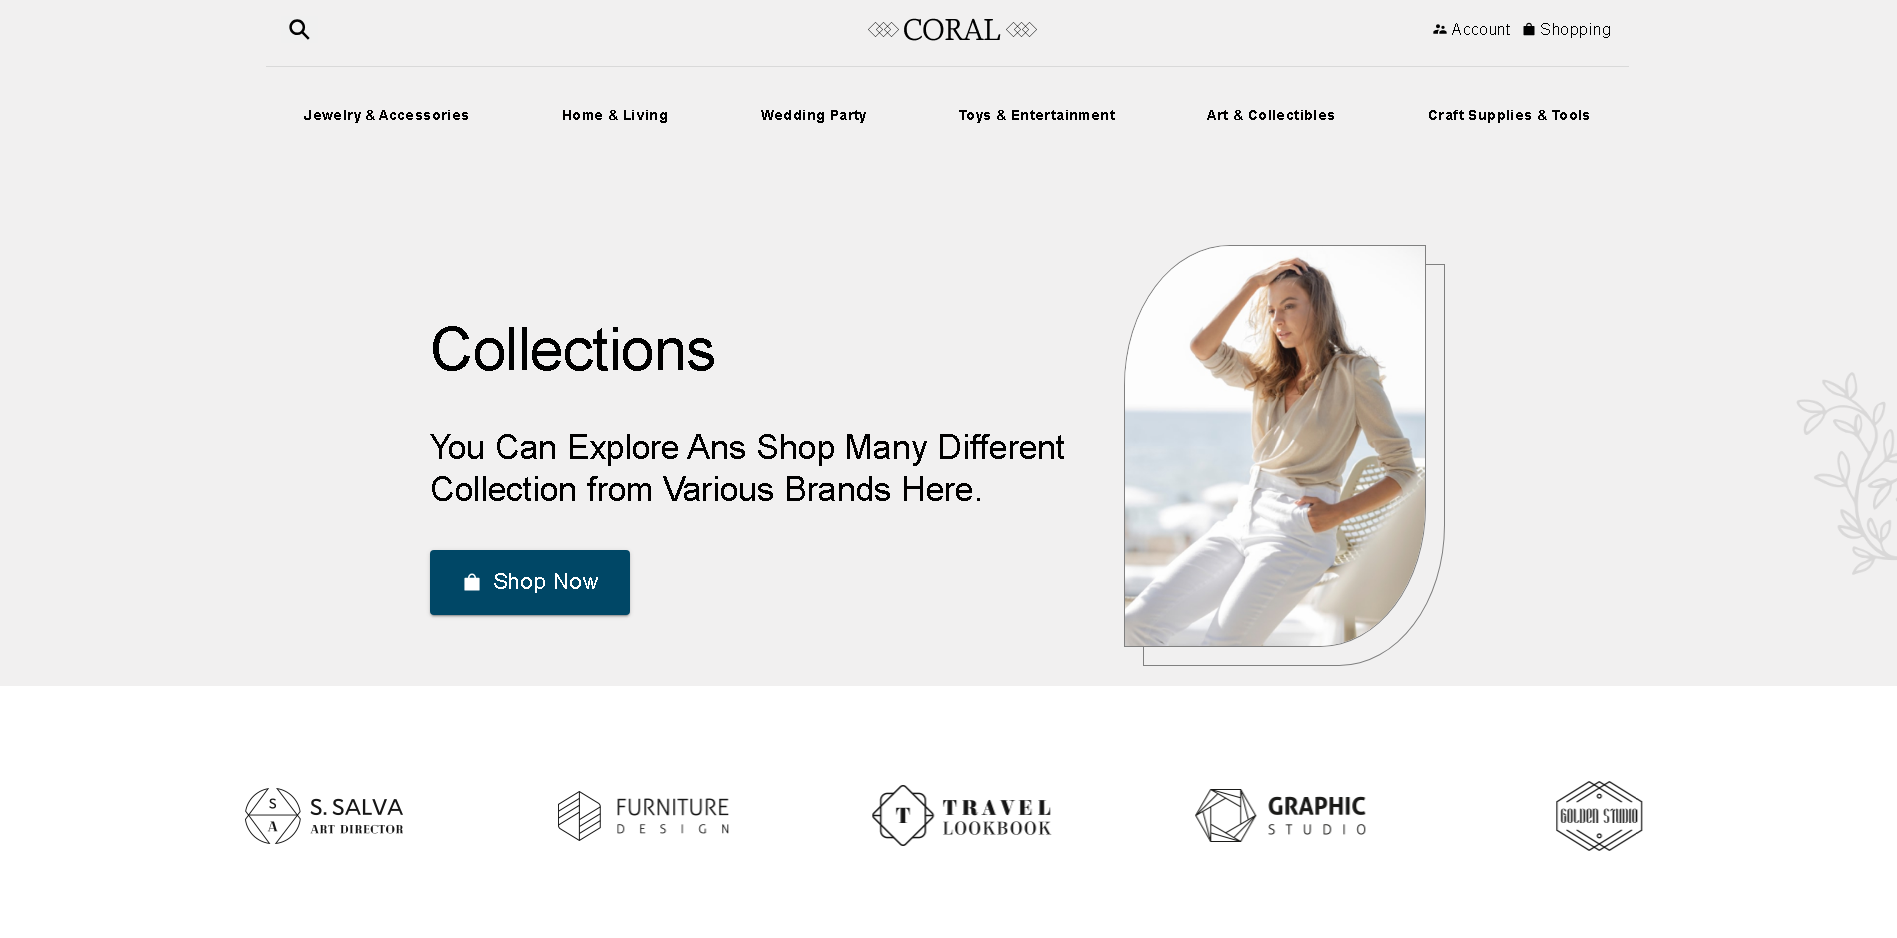 CORAL
Account Shopping
Jewelry & Accessories Home & Living Wedding Party Toys & Entertainment Art & Collectibles Craft Supplies & Tools
Collections
You Can Explore Ans Shop Many Different
Collection from Various Brands Here.
Shop Now
S A
S. SALVA
ART DIRECTOR
FURNITURE
DESIGN
T
TRAVEL
LOOKBOOK
GRAPHIC
STUDIO
GOLDEN STUDIO